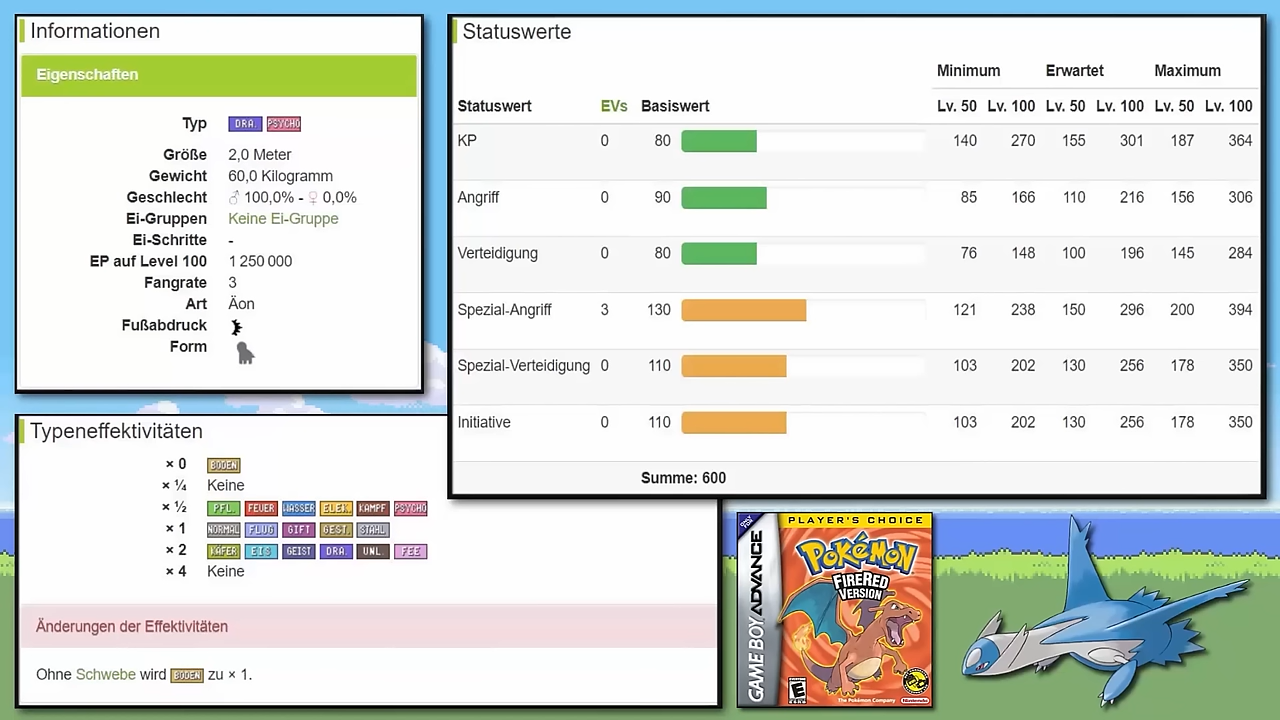 Informationen
Eigenschaften
Typ DRA. PSYCHO
Größe 2,0 Meter
Gewicht 60,0 Kilogramm
Geschlecht ♂ 100,0% - ♀ 0,0%
Ei-Gruppen Keine Ei-Gruppe
Ei-Schritte -
EP auf Level 100 1 250 000
Fangrate 3
Art Äon
Fußabdruck
Form
Statuswerte
Minimum Erwartet Maximum
Statuswert EVs Basiswert Lv. 50 Lv. 100 Lv. 50 Lv. 100 Lv. 50 Lv. 100
KP 0 80 140 270 155 301 187 364
Angriff 0 90 85 166 110 216 156 306
Verteidigung 0 80 76 148 100 196 145 284
Spezial-Angriff 3 130 121 238 150 296 200 394
Spezial-Verteidigung 0 110 103 202 130 256 178 350
Initiative 0 110 103 202 130 256 178 350
Summe: 600
Typeneffektivitäten
× 0 BODEN
× ¼ Keine
× ½ PFL. FEUER WASSER ELEK. KAMPF PSYCHO
× 1 NORMAL FLUG GIFT GEST. STAHL
× 2 KÄFER EIS GEIST DRA. UNL. FEE
× 4 Keine
Änderungen der Effektivitäten
Ohne Schwebe wird BODEN zu × 1.
PLAYER'S CHOICE
GAME BOY ADVANCE
POKéMON
FIRERED
VERSION
EVERYONE
E
The Pokémon Company
Nintendo